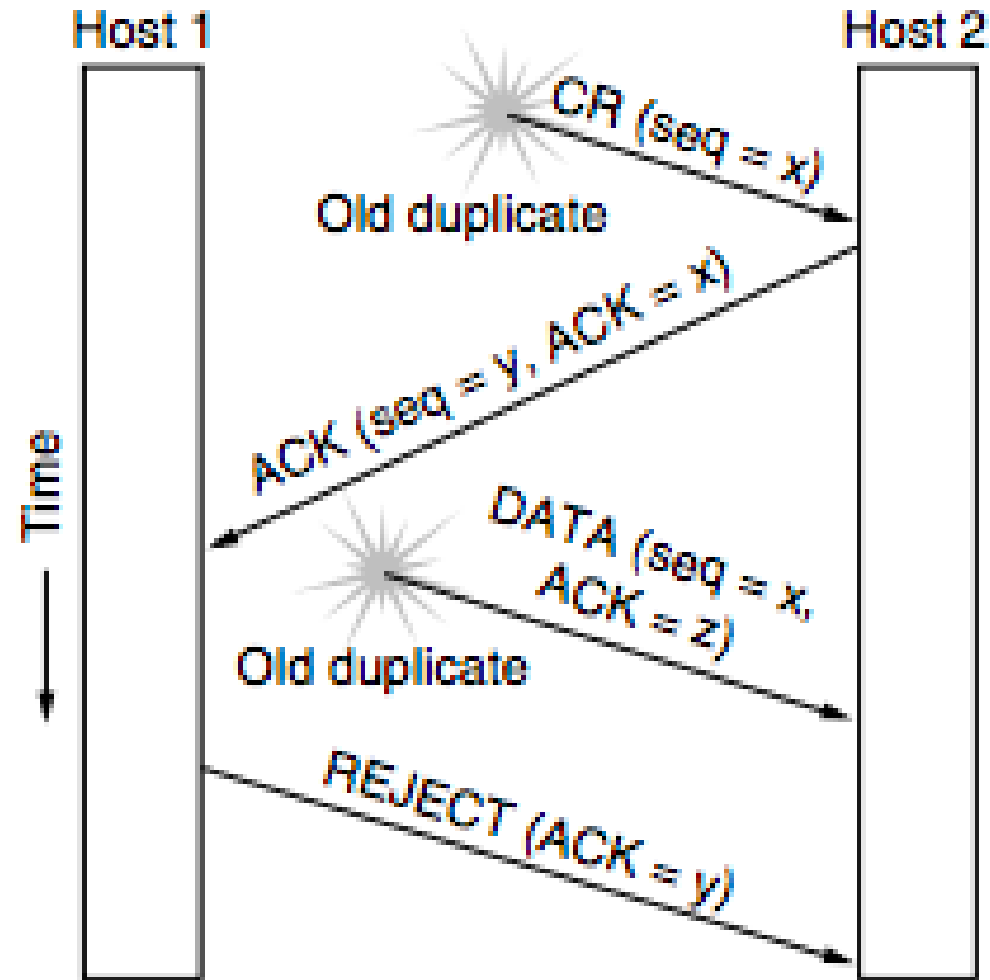 Host 1
Host 2
CR (seq = x)
Old duplicate
ACK (seq = y, ACK = x)
Time
DATA (seq = x,
ACK = z)
Old duplicate
REJECT (ACK = y)